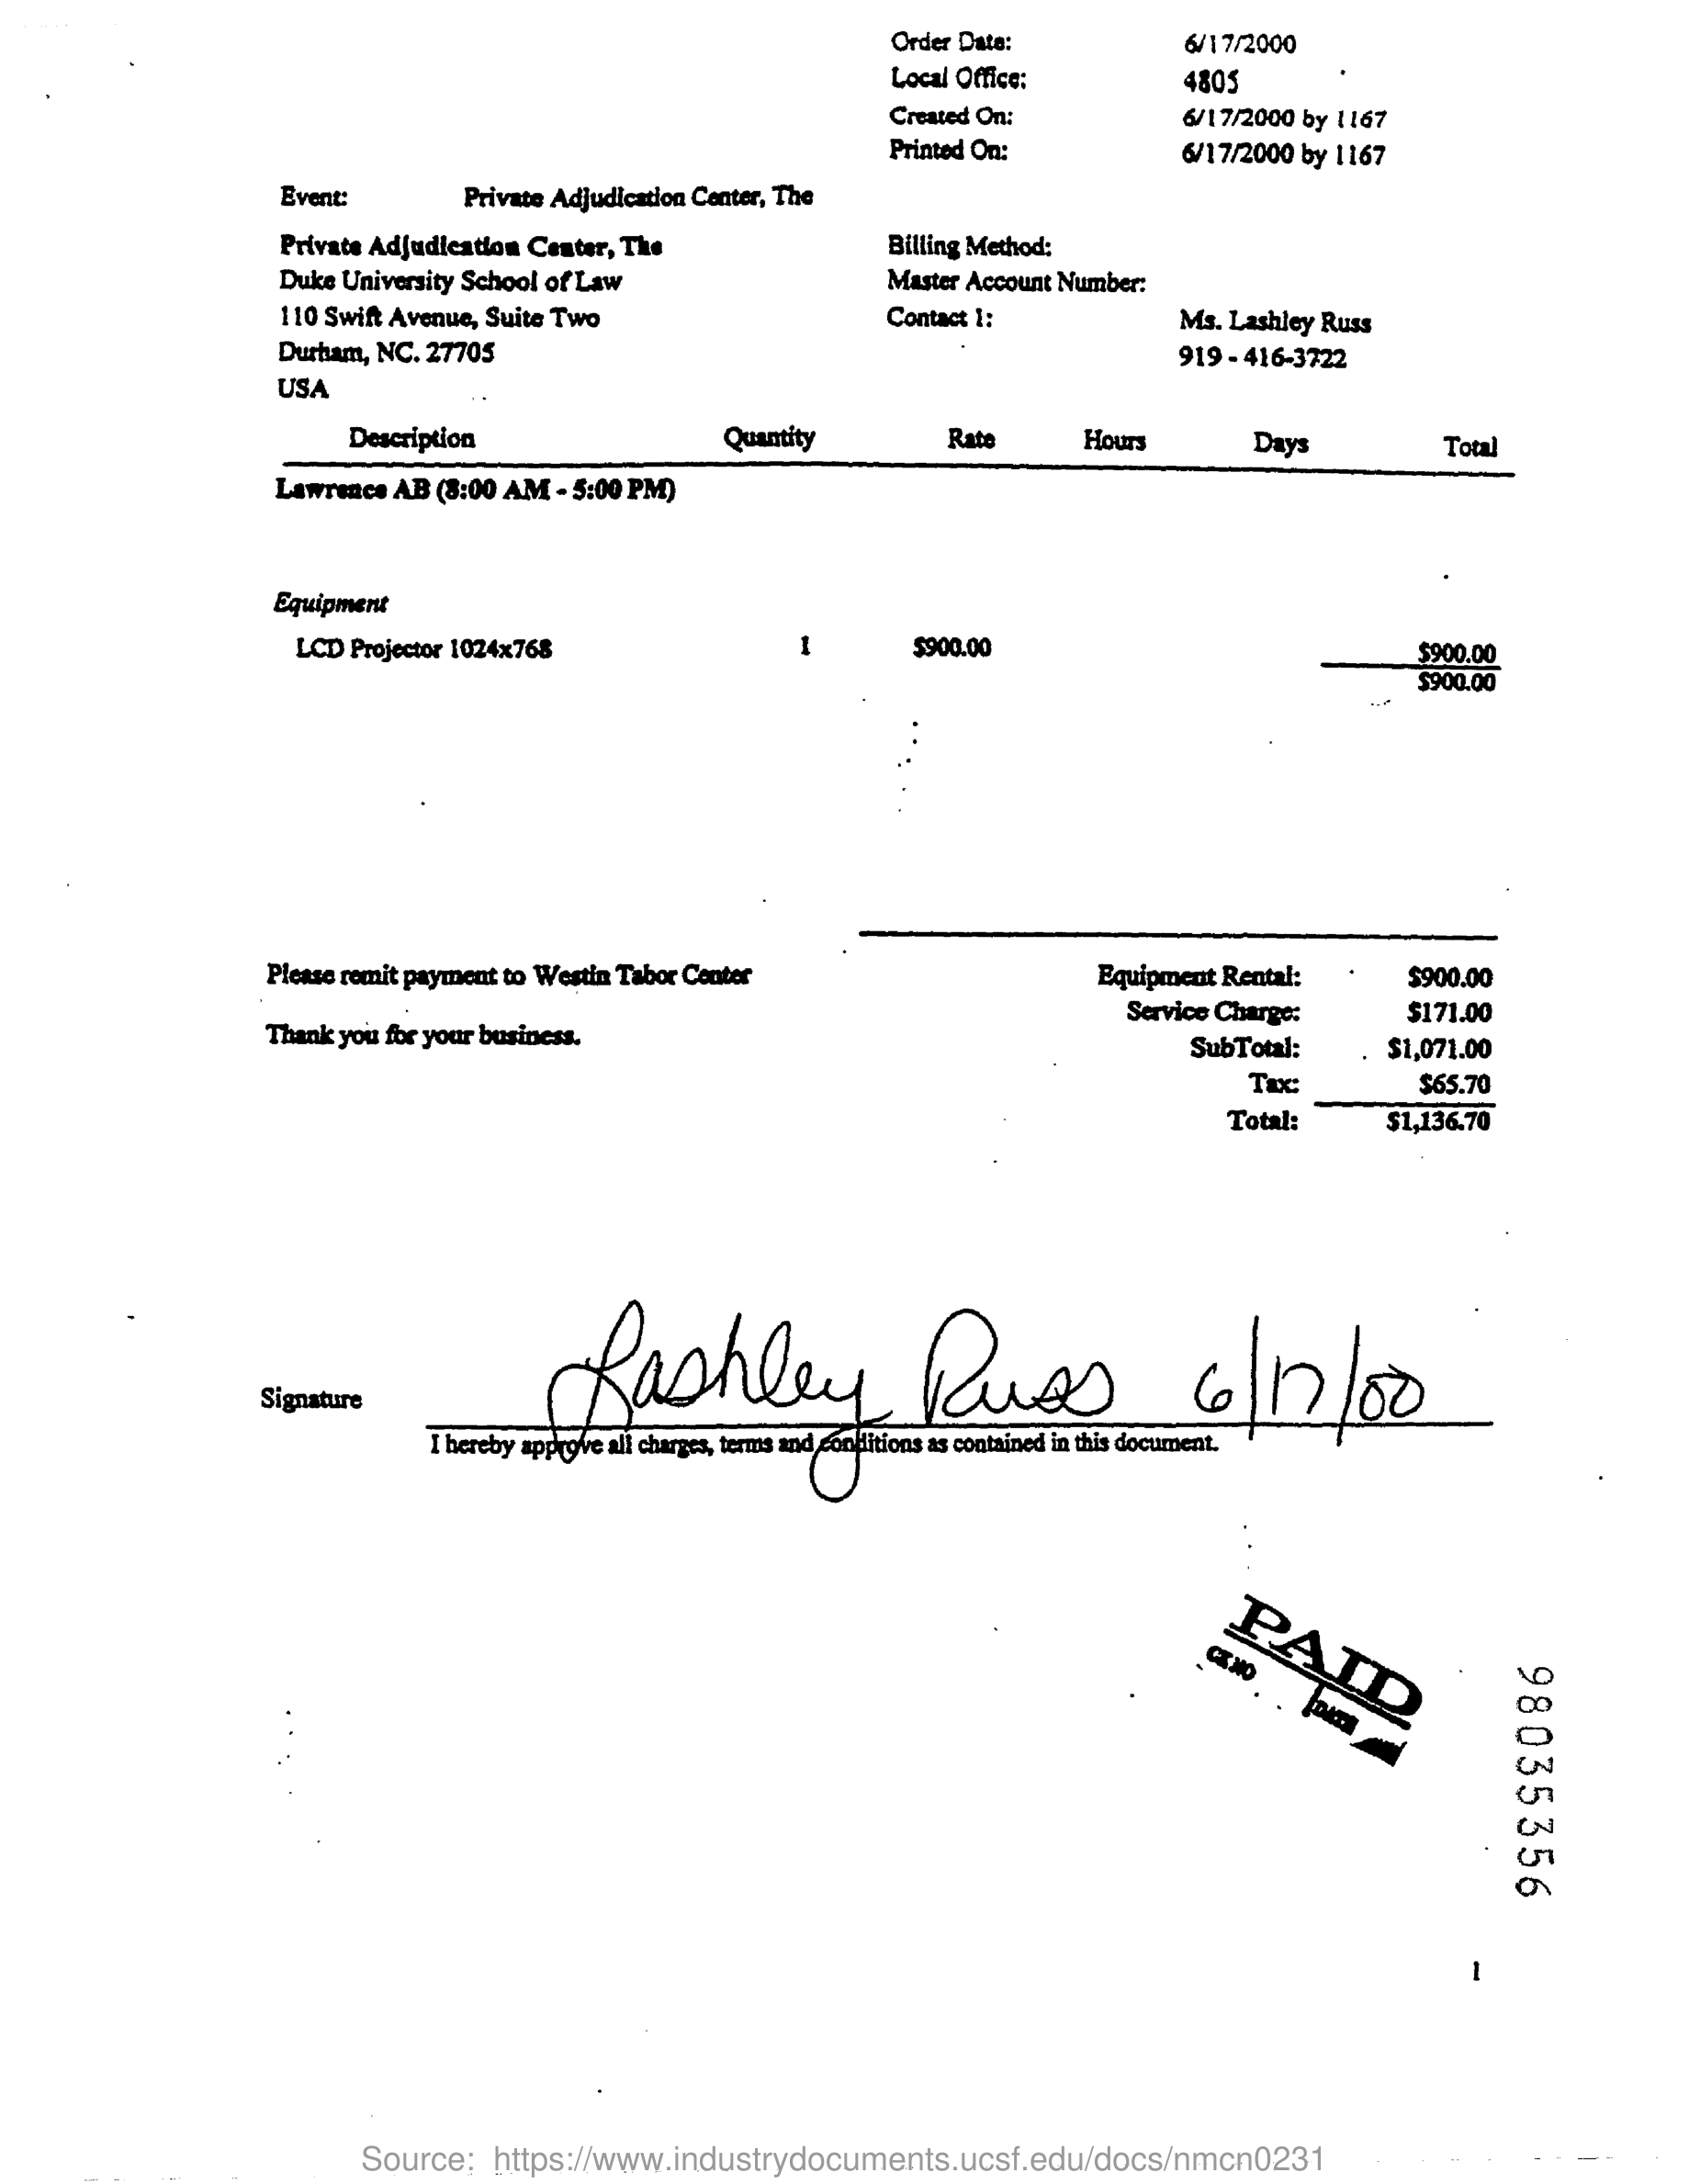 Order Date: 6/17/2000
Local Office: 4805
Created On: 6/17/2000 by 1167
Printed On: 6/17/2000 by 1167
Event: Private Adjudication Center, The
Private Adjudication Center, The Billing Method:
Duke University School of Law Master Account Number:
110 Swift Avenue, Suite Two Contact 1: Ms. Lashley Russ
Durham, NC. 27705 919 - 416-3722
USA
Description Quantity Rate Hours Days Total
Lawrence AB (8:00 AM - 5:00 PM)
Equipment
LCD Projector 1024x768 1 $900.00 $900.00
$900.00
Please remit payment to Westin Tabor Center Equipment Rental: $900.00
Service Charge: $171.00
Thank you for your business.
SubTotal: $1,071.00
Tax: $65.70
Total: $1,136.70
Lashley Russ 6/17/00
Signature
I hereby approve all charges, terms and conditions as contained in this document.
PAID
CK NO DATE
98035356
1
Source: https://www.industrydocuments.ucsf.edu/docs/nmcn0231